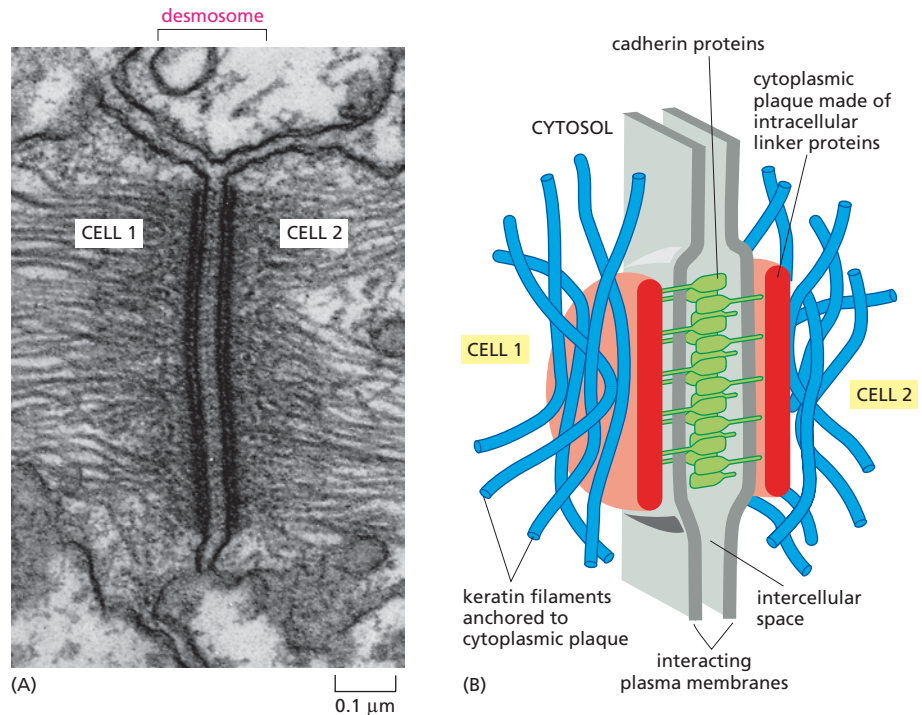 desmosome
CELL 1
CELL 2
(A)
0.1 µm
cadherin proteins
cytoplasmic
plaque made of
intracellular
linker proteins
CYTOSOL
CELL 1
CELL 2
keratin filaments
anchored to
cytoplasmic plaque
intercellular
space
interacting
plasma membranes
(B)